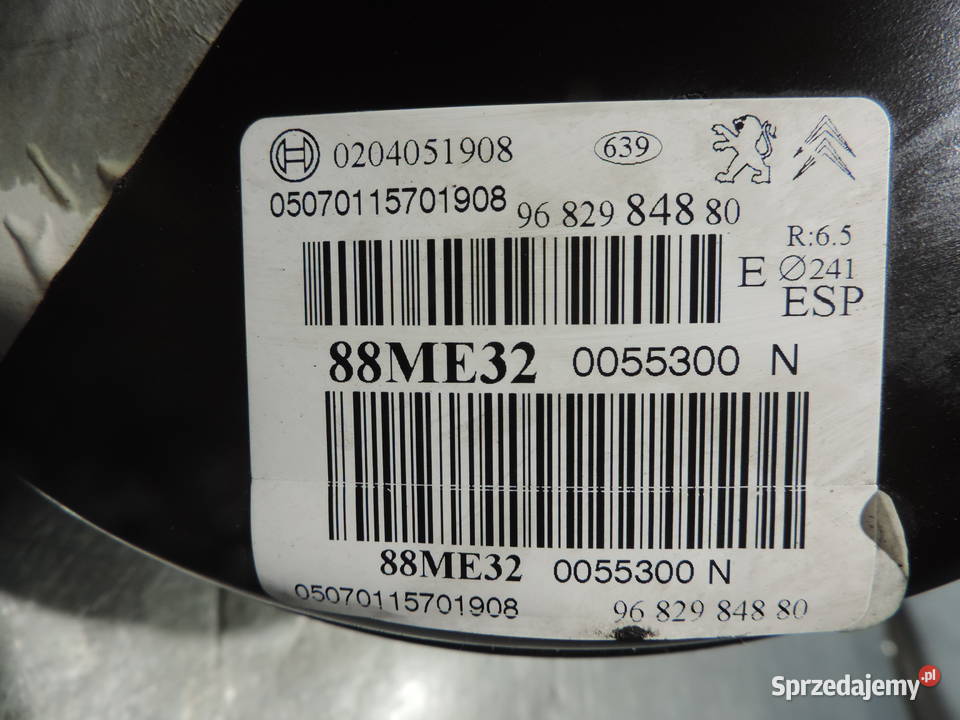 0204051908 639
05070115701908 96 829 848 80
R:6.5
E Ø241
ESP
88ME32 0055300 N
88ME32 0055300 N
05070115701908 96 829 848 80
Sprzedajemy.pl